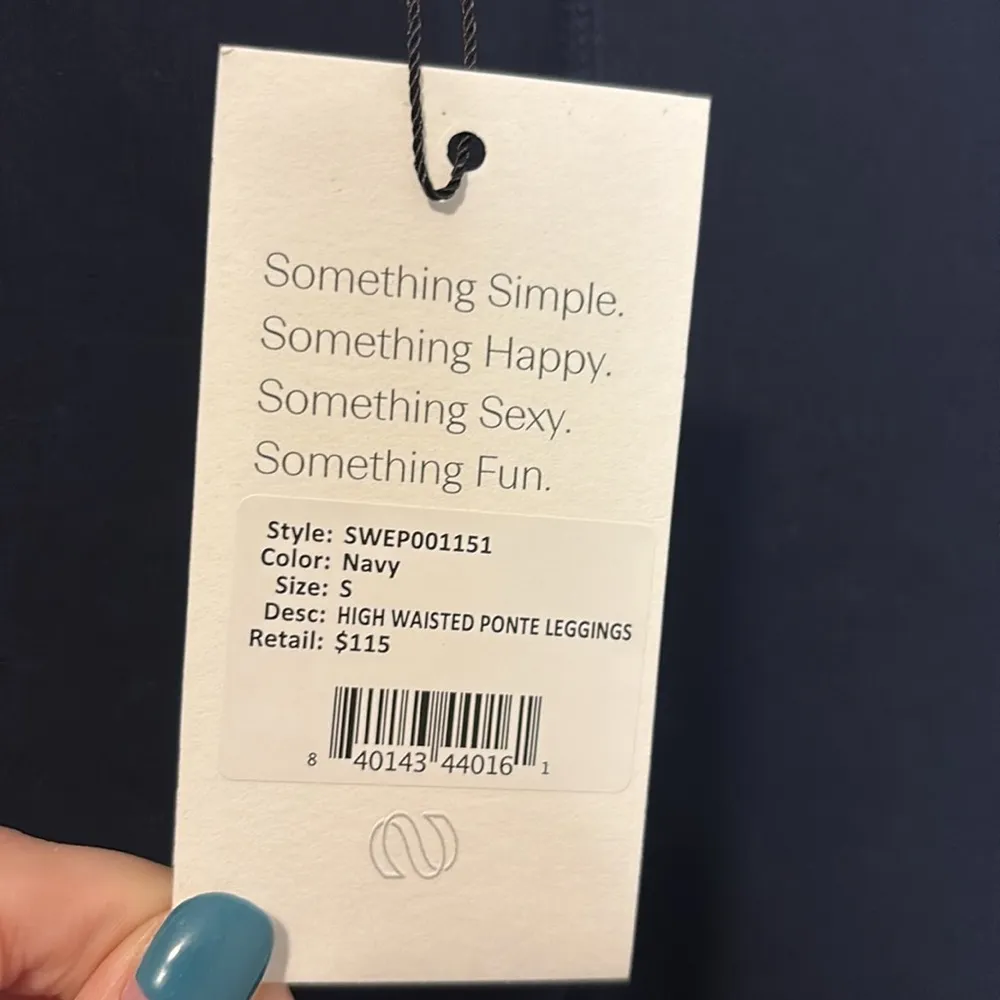 Something Simple.
Something Happy.
Something Sexy.
Something Fun.
Style: SWEP001151
Color: Navy
Size: S
Desc: HIGH WAISTED PONTE LEGGINGS
Retail: $115
8 40143 44016 1